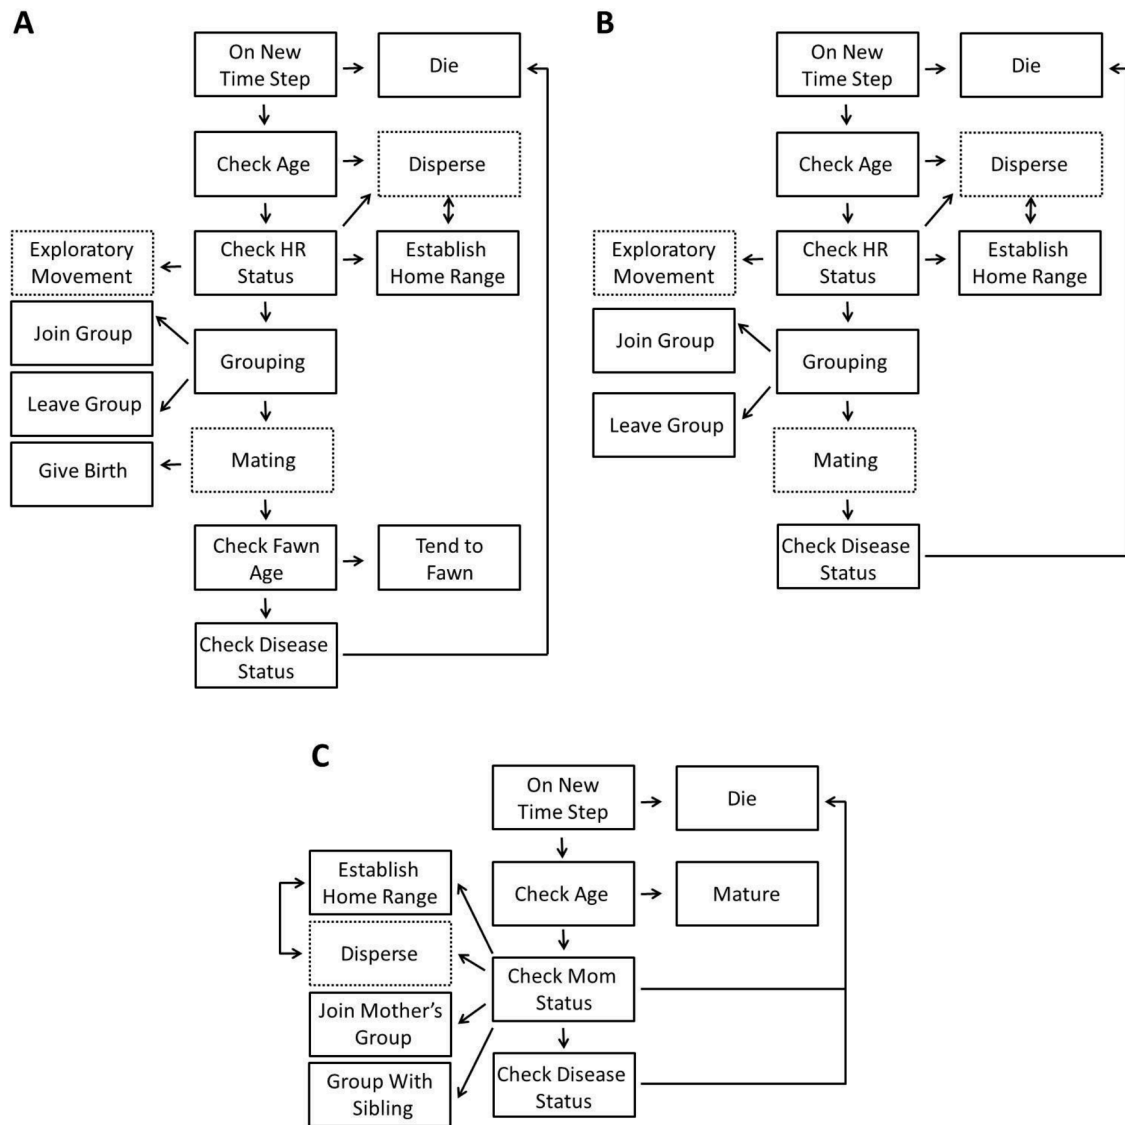 A
On New
Time Step
Die
Check Age
Disperse
Exploratory
Movement
Check HR
Status
Establish
Home Range
Join Group
Grouping
Leave Group
Mating
Give Birth
Check Fawn
Age
Tend to
Fawn
Check Disease
Status
B
On New
Time Step
Die
Check Age
Disperse
Exploratory
Movement
Check HR
Status
Establish
Home Range
Join Group
Grouping
Leave Group
Mating
Check Disease
Status
C
On New
Time Step
Die
Establish
Home Range
Check Age
Mature
Disperse
Check Mom
Status
Join Mother's
Group
Group With
Sibling
Check Disease
Status